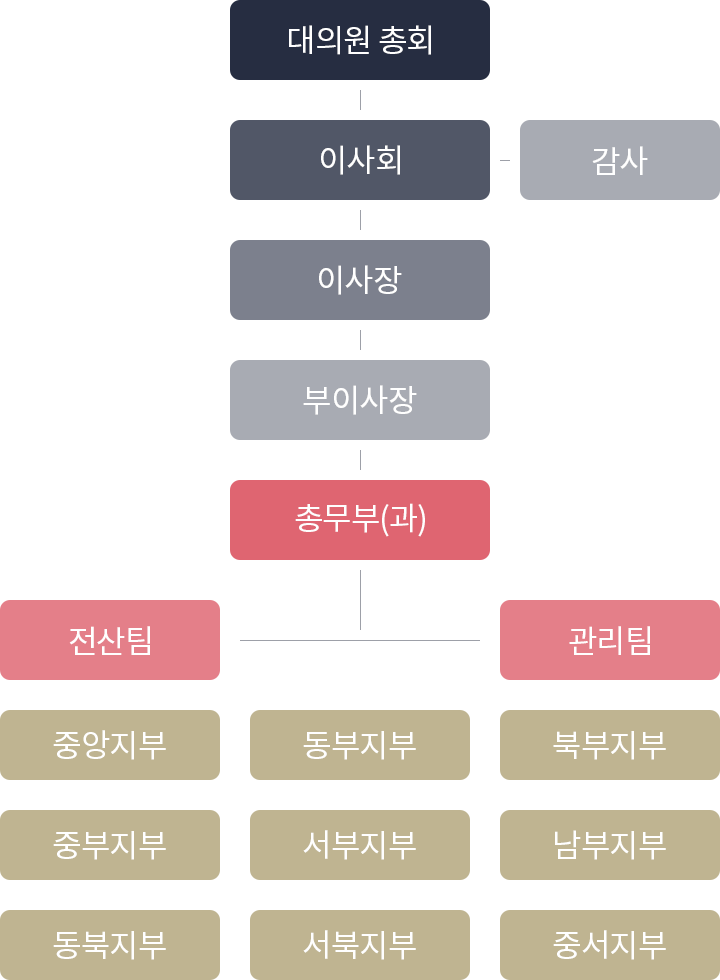 대의원 총회
이사회
감사
이사장
부이사장
총무부(과)
전산팀
관리팀
중앙지부
동부지부
북부지부
중부지부
서부지부
남부지부
동북지부
서북지부
중서지부